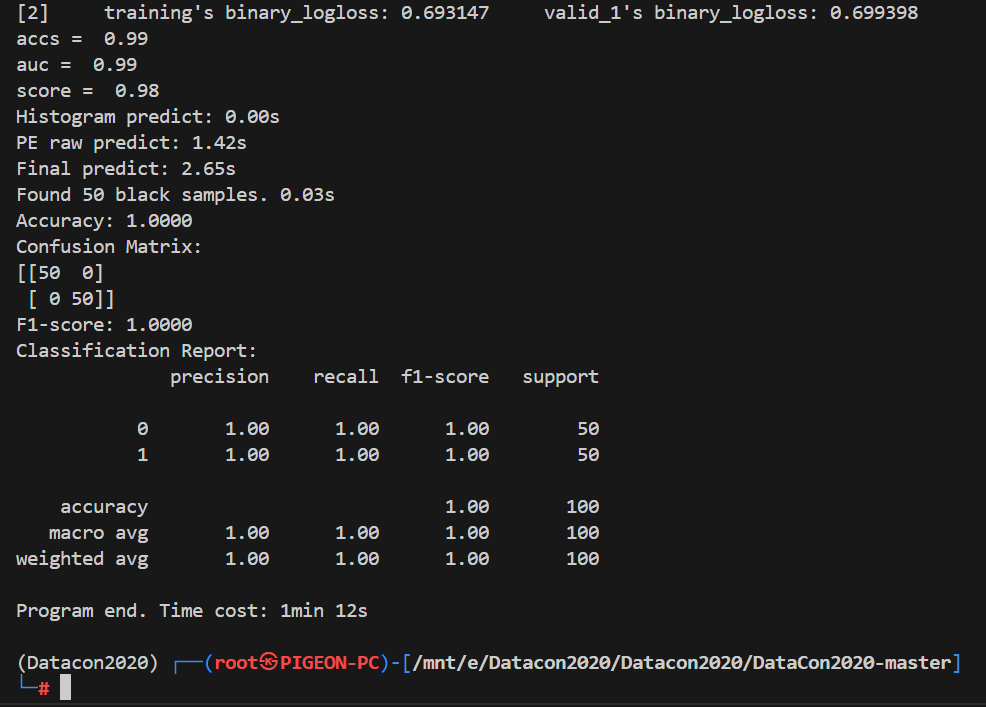 [2]     training's binary_logloss: 0.693147     valid_1's binary_logloss: 0.699398
accs =  0.99
auc =  0.99
score =  0.98
Histogram predict: 0.00s
PE raw predict: 1.42s
Final predict: 2.65s
Found 50 black samples. 0.03s
Accuracy: 1.0000
Confusion Matrix:
[[50  0]
 [ 0 50]]
F1-score: 1.0000
Classification Report:
              precision    recall  f1-score   support
           0       1.00      1.00      1.00        50
           1       1.00      1.00      1.00        50
    accuracy                           1.00       100
   macro avg       1.00      1.00      1.00       100
weighted avg       1.00      1.00      1.00       100
Program end. Time cost: 1min 12s
(Datacon2020) ┌──(root㉿PIGEON-PC)-[/mnt/e/Datacon2020/Datacon2020/DataCon2020-master]
└─#